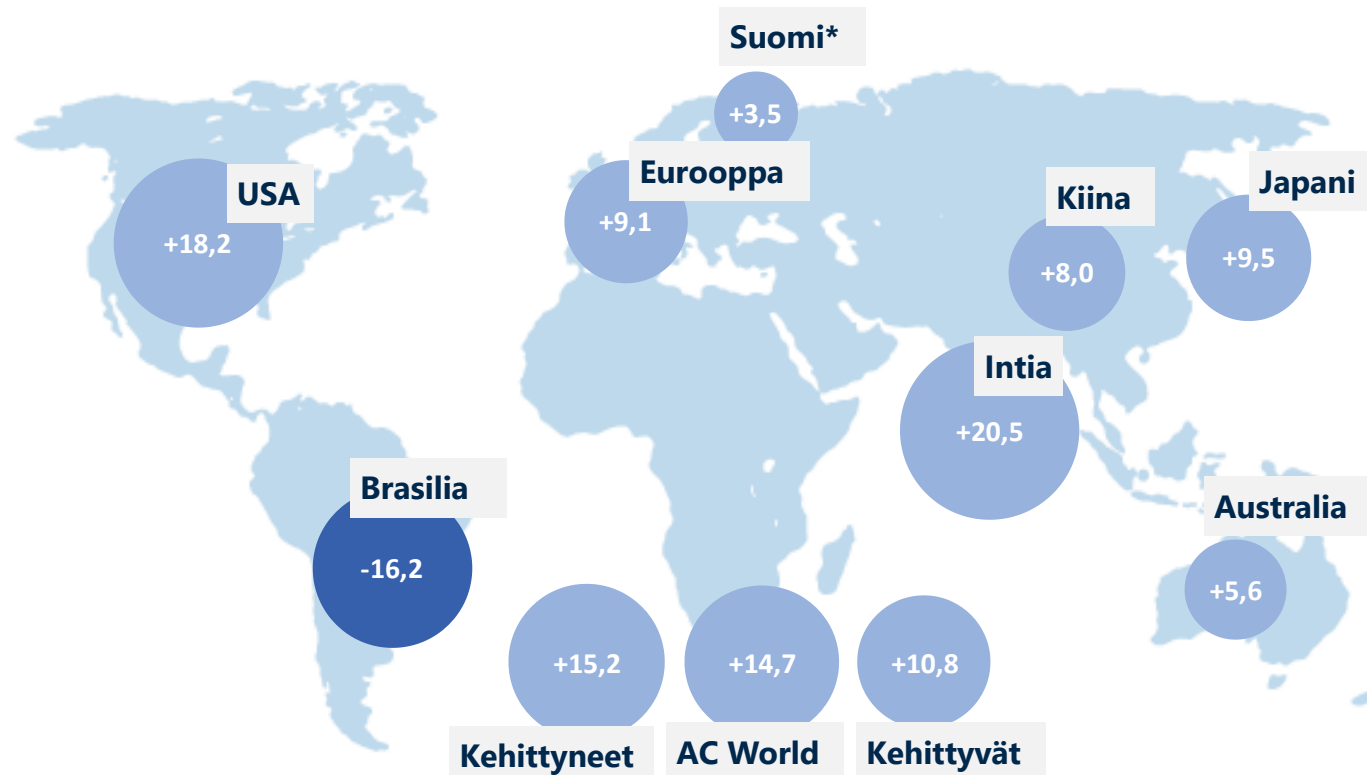 Suomi*
+3,5
USA
+18,2
Eurooppa
+9,1
Kiina
+8,0
Japani
+9,5
Intia
+20,5
Brasilia
-16,2
Australia
+5,6
+15,2
Kehittyneet
+14,7
AC World
+10,8
Kehittyvät